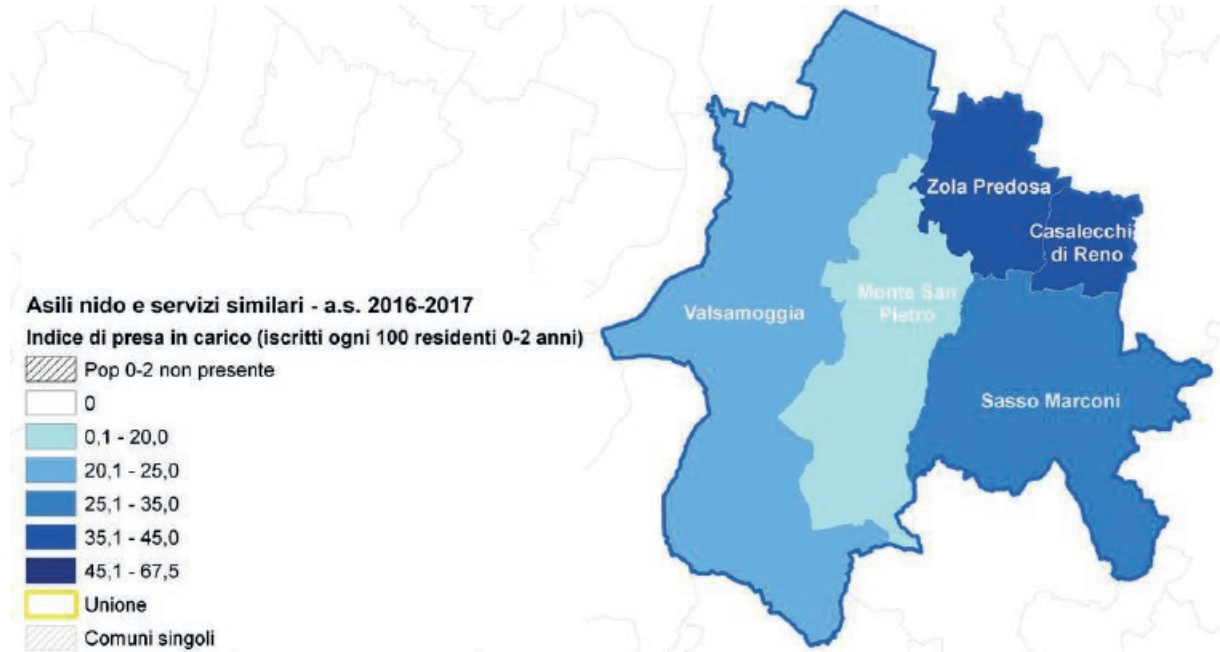 Zola Predosa
Casalecchi
di Reno
Valsamoggia
Monte San
Pietro
Sasso Marconi
Asili nido e servizi similari - a.s. 2016-2017
Indice di presa in carico (iscritti ogni 100 residenti 0-2 anni)
Pop 0-2 non presente
0
0,1 - 20,0
20,1 - 25,0
25,1 - 35,0
35,1 - 45,0
45,1 - 67,5
Unione
Comuni singoli